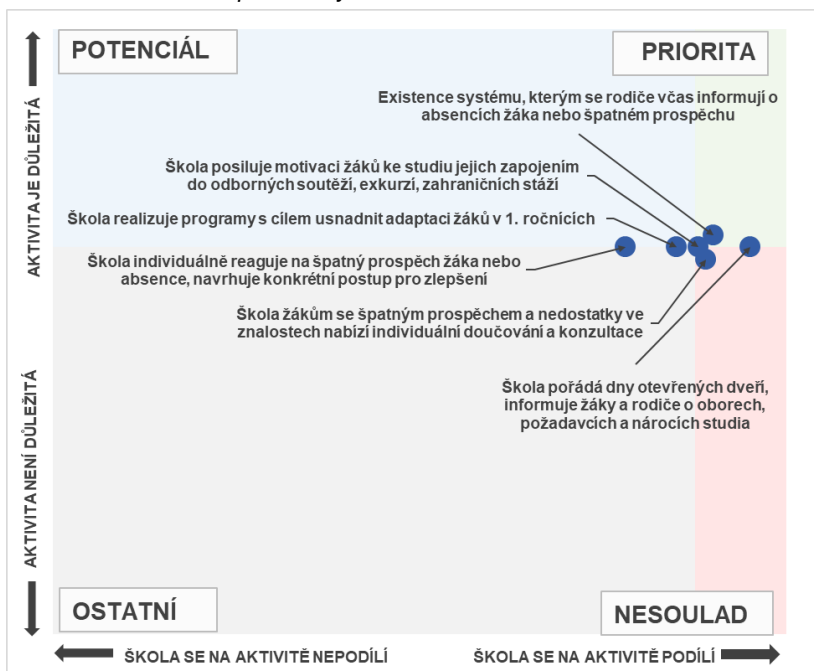 POTENCIÁL
PRIORITA
Existence systému, kterým se rodiče včas informují o
absencích žáka nebo špatném prospěchu
Škola posiluje motivaci žáků ke studiu jejich zapojením
do odborných soutěží, exkurzí, zahraničních stáží
Škola realizuje programy s cílem usnadnit adaptaci žáků v 1. ročnících
Škola individuálně reaguje na špatný prospěch žáka nebo
absence, navrhuje konkrétní postup pro zlepšení
Škola žákům se špatným prospěchem a nedostatky ve
znalostech nabízí individuální doučování a konzultace
Škola pořádá dny otevřených dveří,
informuje žáky a rodiče o oborech,
požadavcích a nárocích studia
AKTIVITA JE DŮLEŽITÁ
AKTIVITA NENÍ DŮLEŽITÁ
OSTATNÍ
NESOULAD
ŠKOLA SE NA AKTIVITĚ NEPODÍLÍ
ŠKOLA SE NA AKTIVITĚ PODÍLÍ